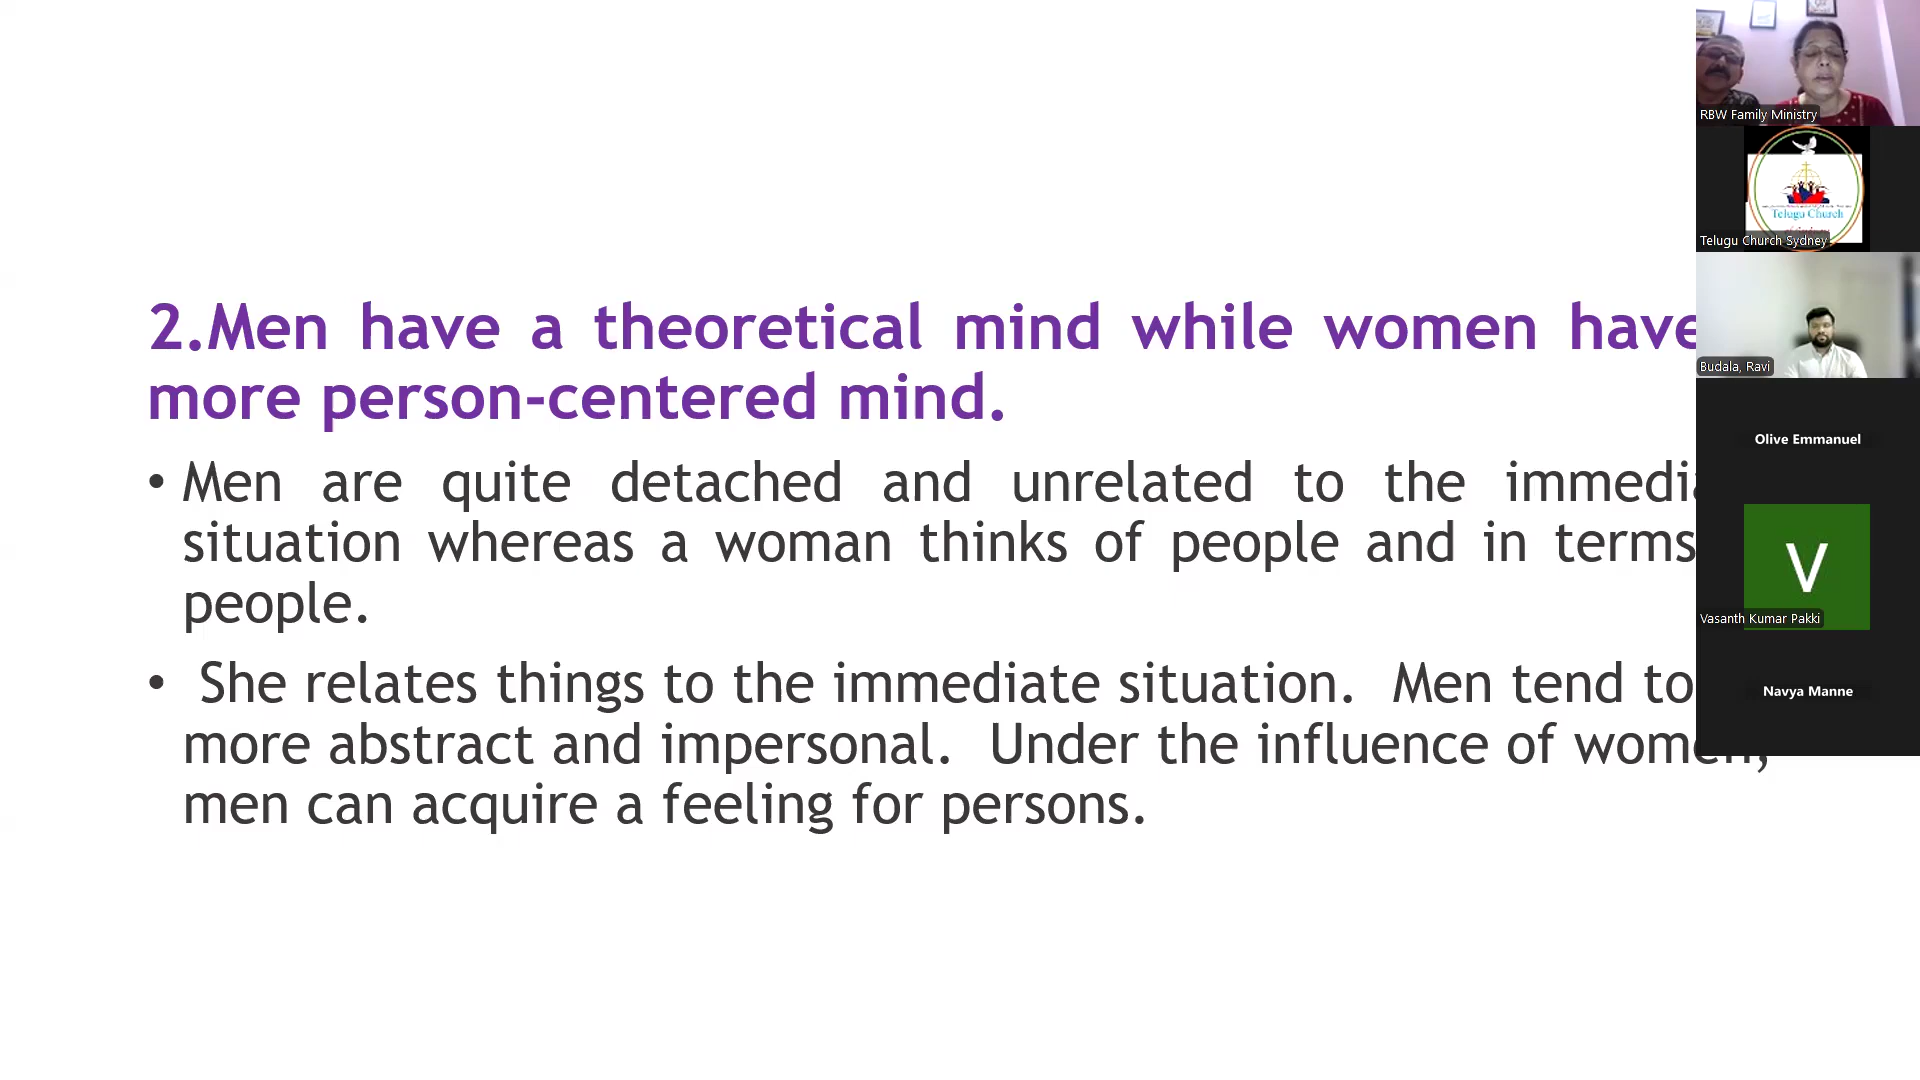 2.Men have a theoretical mind while women have
more person-centered mind.
• Men are quite detached and unrelated to the
situation whereas a woman thinks of people and in terms
people.
• She relates things to the immediate situation. Men tend to
more abstract and impersonal. Under the influence of women,
men can acquire a feeling for persons.
RBW Family Ministry
Telugu Church
Telugu Church Sydney
Budala, Ravi
Olive Emmanuel
V
Vasanth Kumar Pakki
Navya Manne